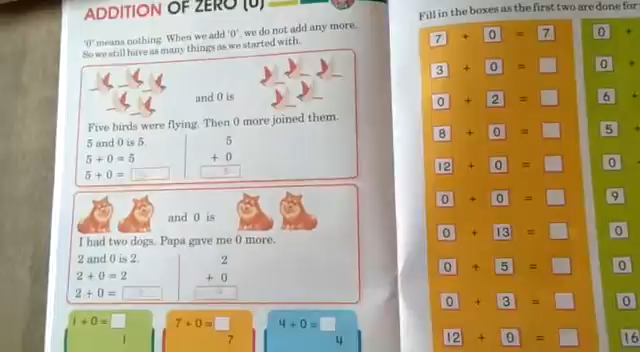 ADDITION OF ZERO (0)
'0' means nothing. When we add '0', we do not add any more.
So we still have as many things as we started with.
and 0 is
Five birds were flying. Then 0 more joined them.
5 and 0 is 5.
5 + 0 = 5
5 + 0 =
5
+ 0
and 0 is
I had two dogs. Papa gave me 0 more.
2 and 0 is 2.
2 + 0 = 2
2 + 0 =
2
+ 0
1 + 0 =
1
7 + 0 =
7
4 + 0 =
4
Fill in the boxes as the first two are done for
7 + 0 = 7
3 + 0 =
0 + 2 =
8 + 0 =
12 + 0 =
0 + 0 =
0 + 13 =
0 + 5 =
0 + 3 =
12 + 0 =
0 +
0 +
6 +
5
0
9
0
0
0
16